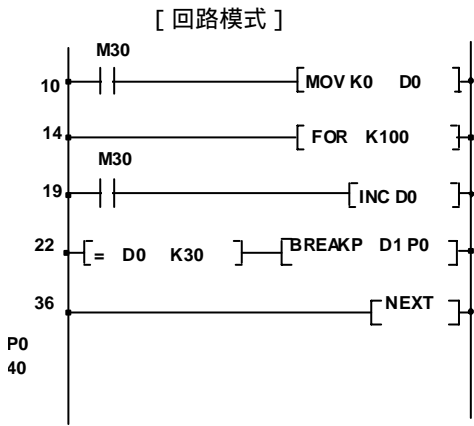 [ 回路模式 ]
M30
10 MOV K0 D0
14 FOR K100
M30
19 INC D0
22 = D0 K30 BREAKP D1 P0
36 NEXT
P0
40